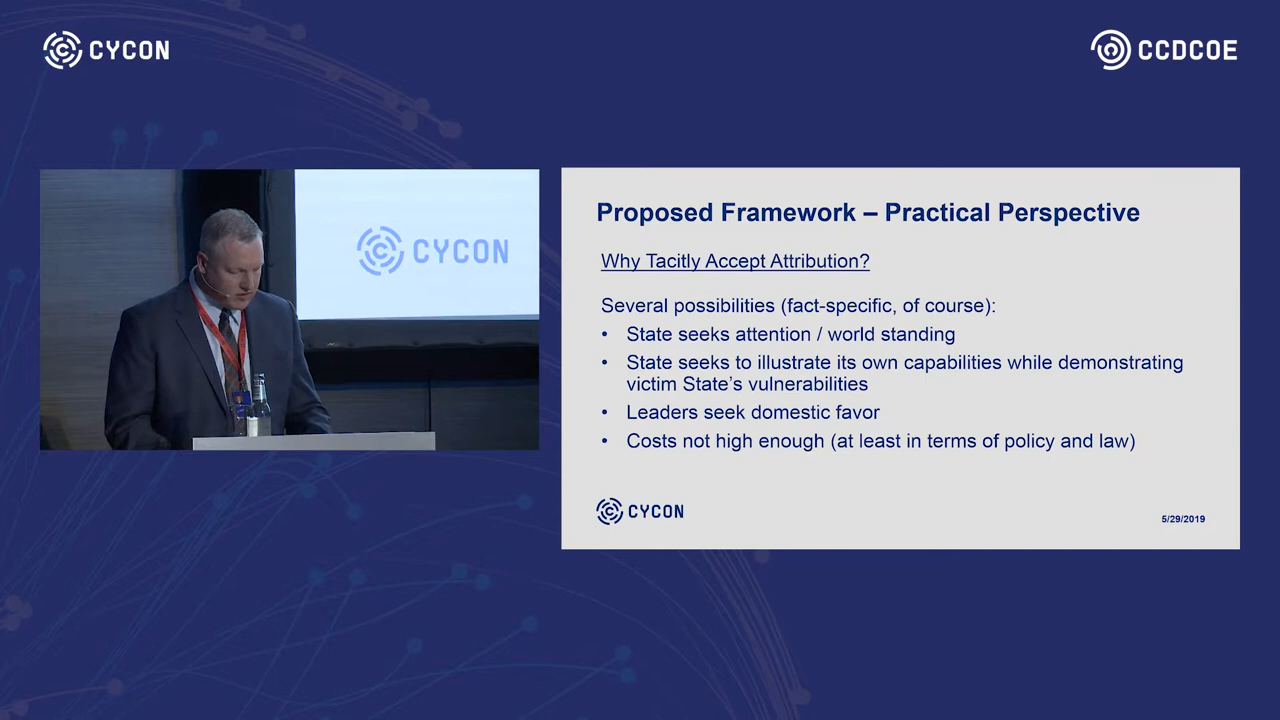 CYCON
CCDCOE
CYCON
Proposed Framework – Practical Perspective
Why Tacitly Accept Attribution?
Several possibilities (fact-specific, of course):
• State seeks attention / world standing
• State seeks to illustrate its own capabilities while demonstrating
victim State's vulnerabilities
• Leaders seek domestic favor
• Costs not high enough (at least in terms of policy and law)
CYCON
5/29/2019